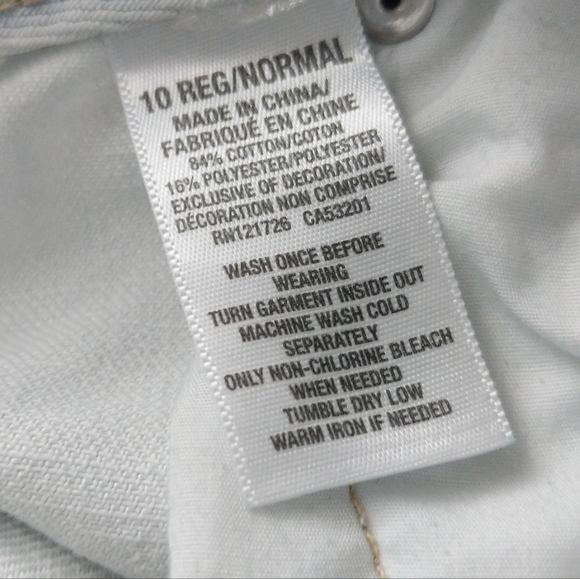 10 REG/NORMAL
MADE IN CHINA/
FABRIQUÉ EN CHINE
84% COTTON/COTON
16% POLYESTER/POLYESTER
EXCLUSIVE OF DECORATION/
DÉCORATION NON COMPRISE
RN121726 CA53201
WASH ONCE BEFORE
WEARING
TURN GARMENT INSIDE OUT
MACHINE WASH COLD
SEPARATELY
ONLY NON-CHLORINE BLEACH
WHEN NEEDED
TUMBLE DRY LOW
WARM IRON IF NEEDED